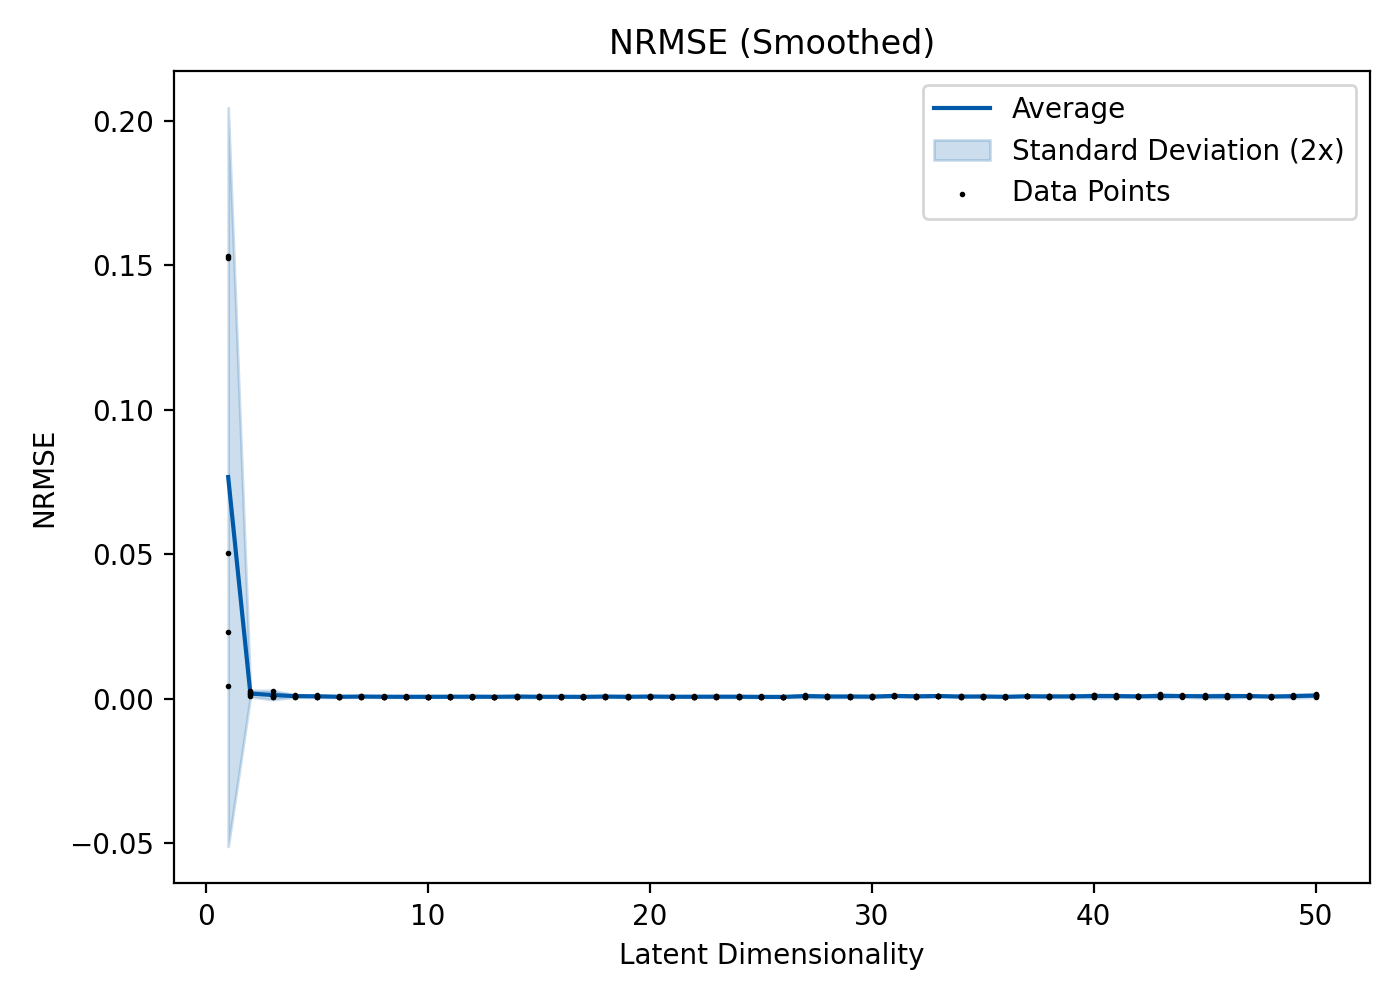 NRMSE (Smoothed)
Average
Standard Deviation (2x)
Data Points
NRMSE
0.20
0.15
0.10
0.05
0.00
−0.05
0 10 20 30 40 50
Latent Dimensionality